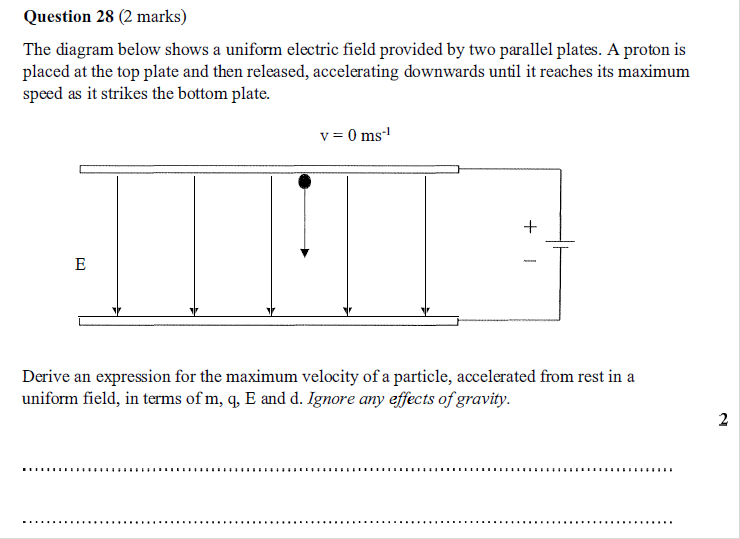 Question 28 (2 marks)
The diagram below shows a uniform electric field provided by two parallel plates. A proton is
placed at the top plate and then released, accelerating downwards until it reaches its maximum
speed as it strikes the bottom plate.
v = 0 ms⁻¹
+
E
–
Derive an expression for the maximum velocity of a particle, accelerated from rest in a
uniform field, in terms of m, q, E and d. Ignore any effects of gravity.
2